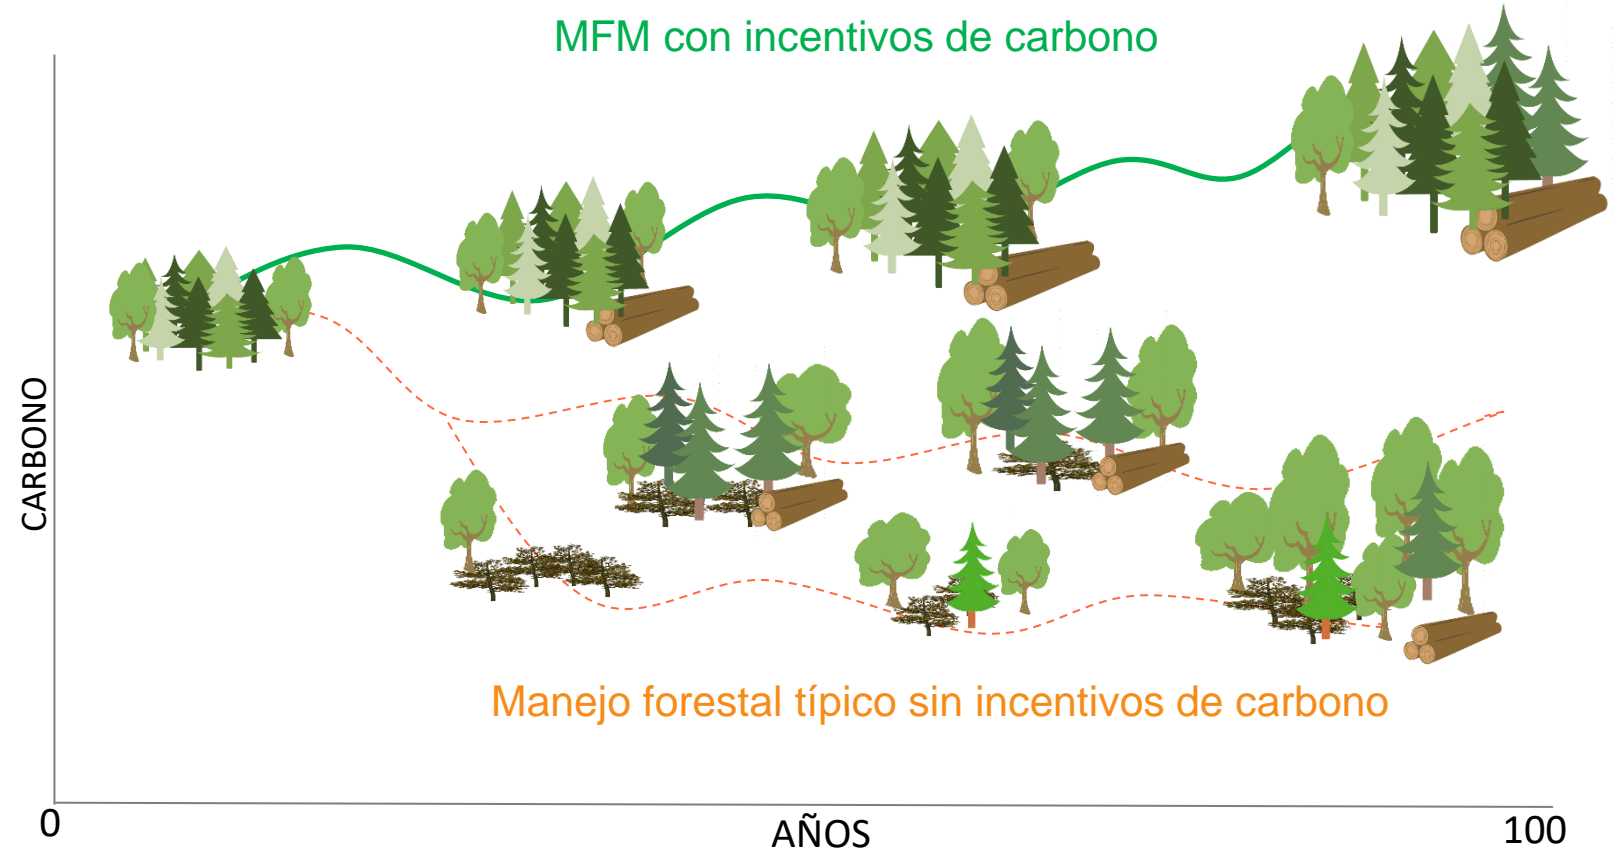 MFM con incentivos de carbono
CARBONO
Manejo forestal típico sin incentivos de carbono
0
AÑOS
100